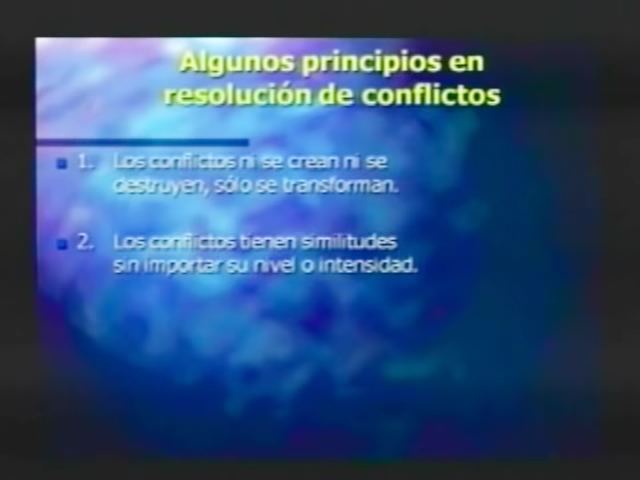 Algunos principios en
resolución de conflictos
1. Los conflictos ni se crean ni se
destruyen, sólo se transforman.
2. Los conflictos tienen similitudes
sin importar su nivel o intensidad.